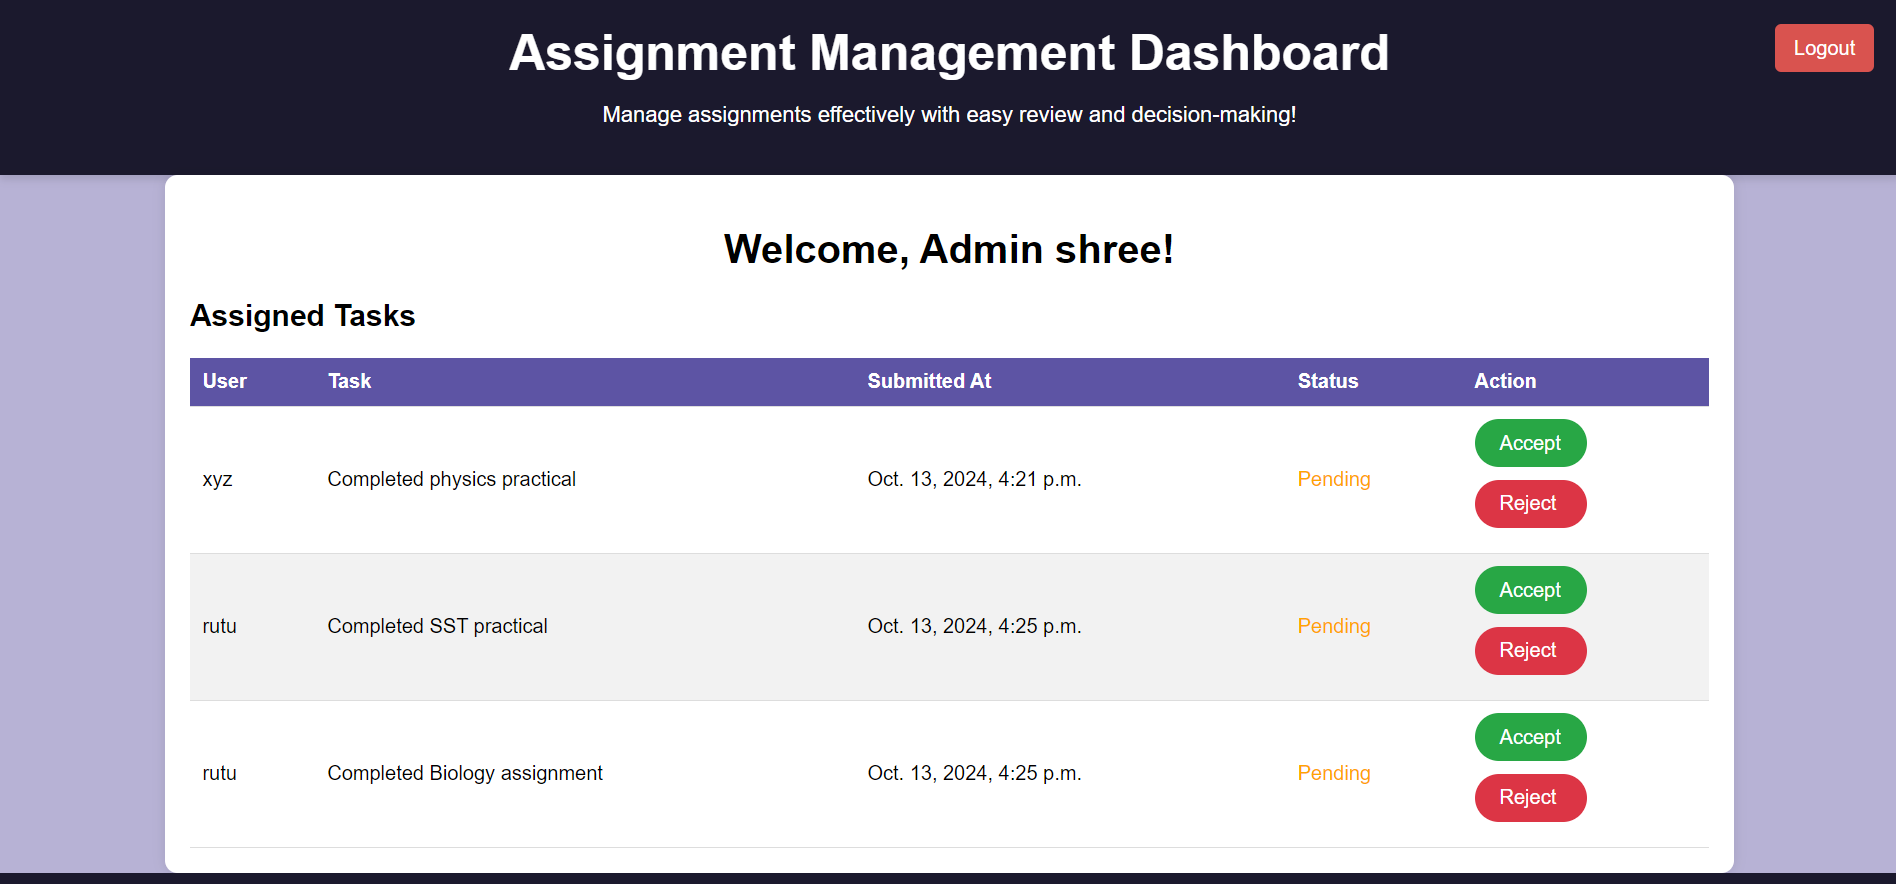 Assignment Management Dashboard
Logout
Manage assignments effectively with easy review and decision-making!
Welcome, Admin shree!
Assigned Tasks
User Task Submitted At Status Action
xyz Completed physics practical Oct. 13, 2024, 4:21 p.m. Pending Accept
Reject
rutu Completed SST practical Oct. 13, 2024, 4:25 p.m. Pending Accept
Reject
rutu Completed Biology assignment Oct. 13, 2024, 4:25 p.m. Pending Accept
Reject